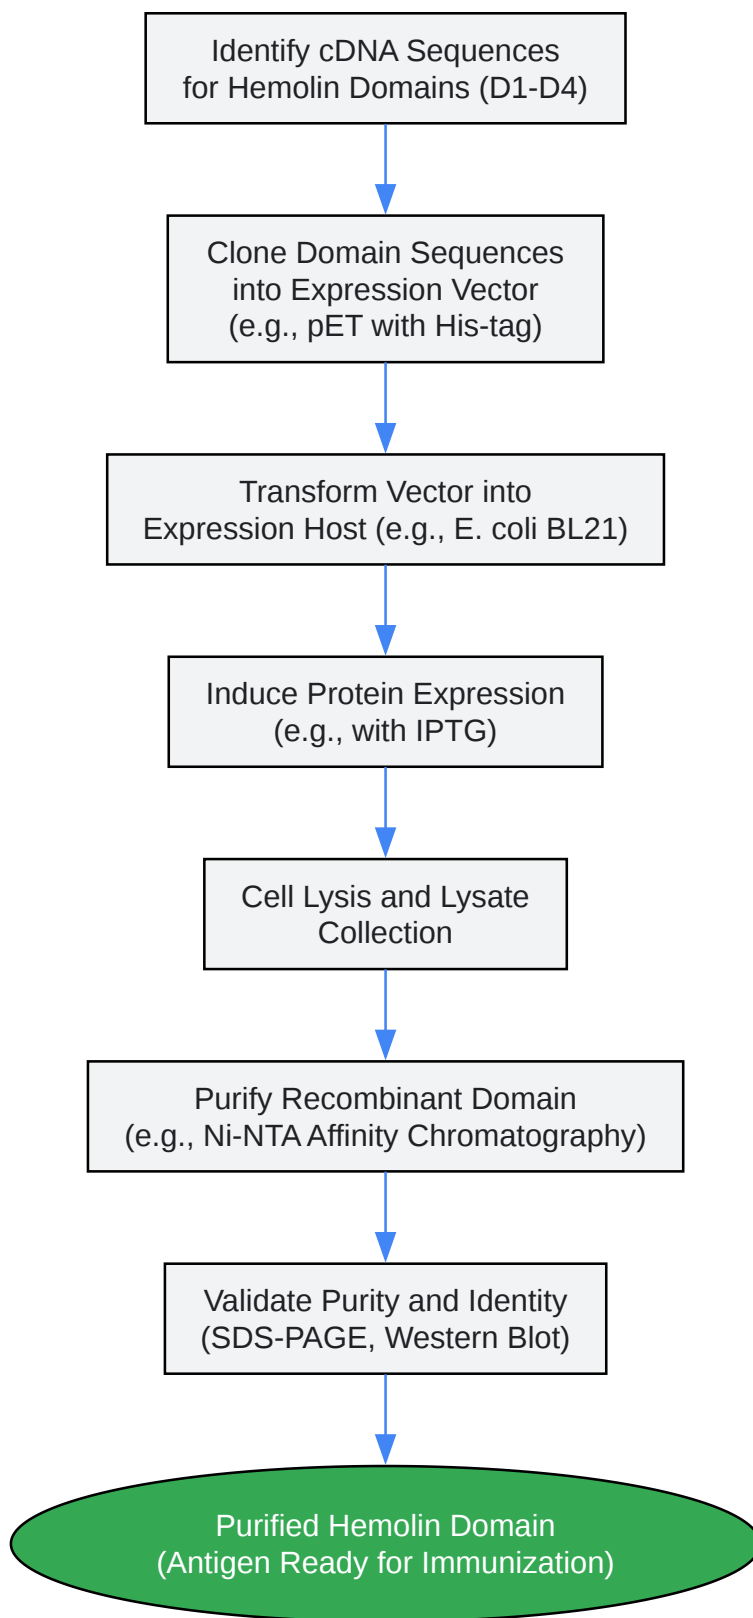 Identify cDNA Sequences
for Hemolin Domains (D1-D4)
Clone Domain Sequences
into Expression Vector
(e.g., pET with His-tag)
Transform Vector into
Expression Host (e.g., E. coli BL21)
Induce Protein Expression
(e.g., with IPTG)
Cell Lysis and Lysate
Collection
Purify Recombinant Domain
(e.g., Ni-NTA Affinity Chromatography)
Validate Purity and Identity
(SDS-PAGE, Western Blot)
Purified Hemolin Domain
(Antigen Ready for Immunization)